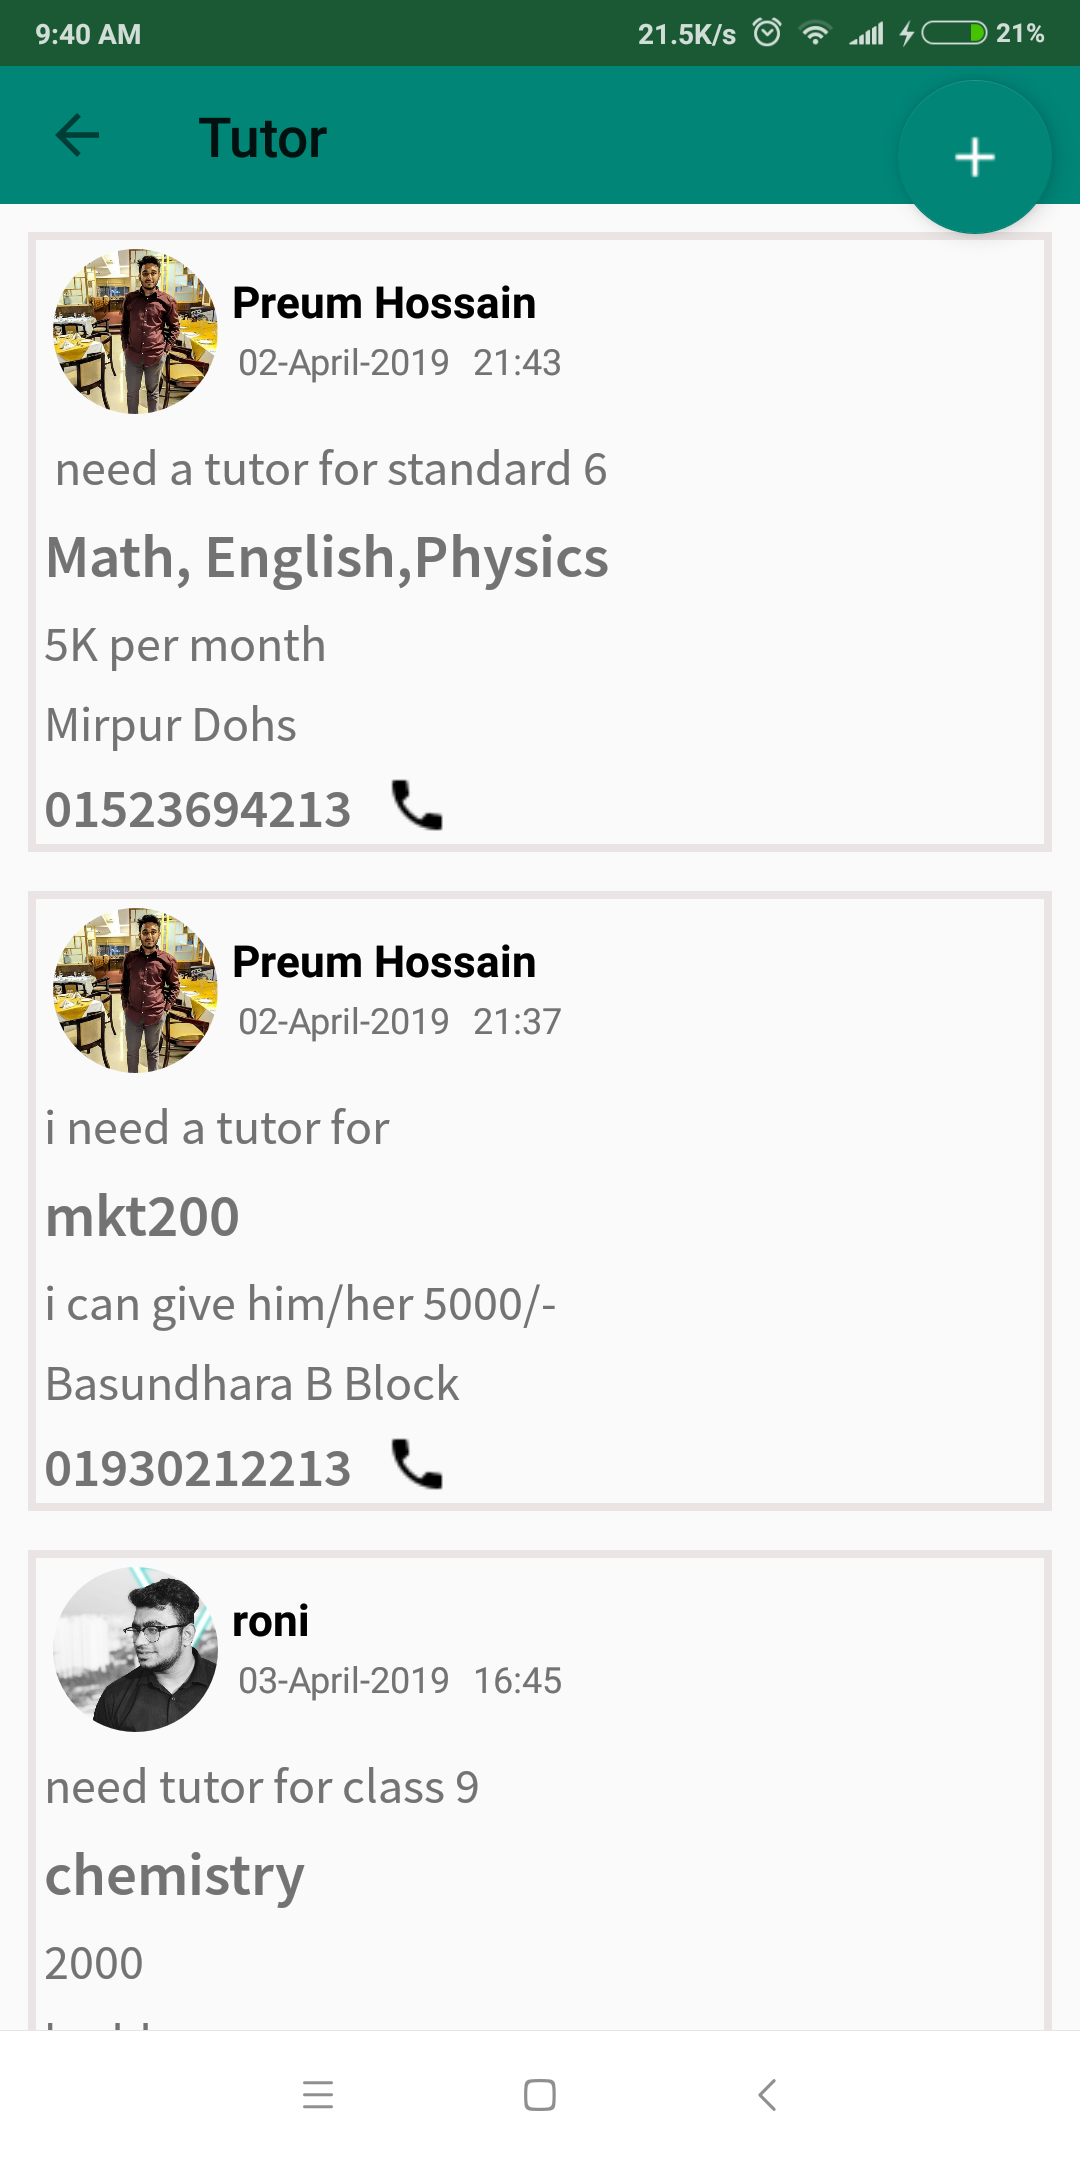 9:40 AM 21.5K/s 21%
Tutor
Preum Hossain
02-April-2019 21:43
need a tutor for standard 6
Math, English,Physics
5K per month
Mirpur Dohs
01523694213
Preum Hossain
02-April-2019 21:37
i need a tutor for
mkt200
i can give him/her 5000/-
Basundhara B Block
01930212213
roni
03-April-2019 16:45
need tutor for class 9
chemistry
2000